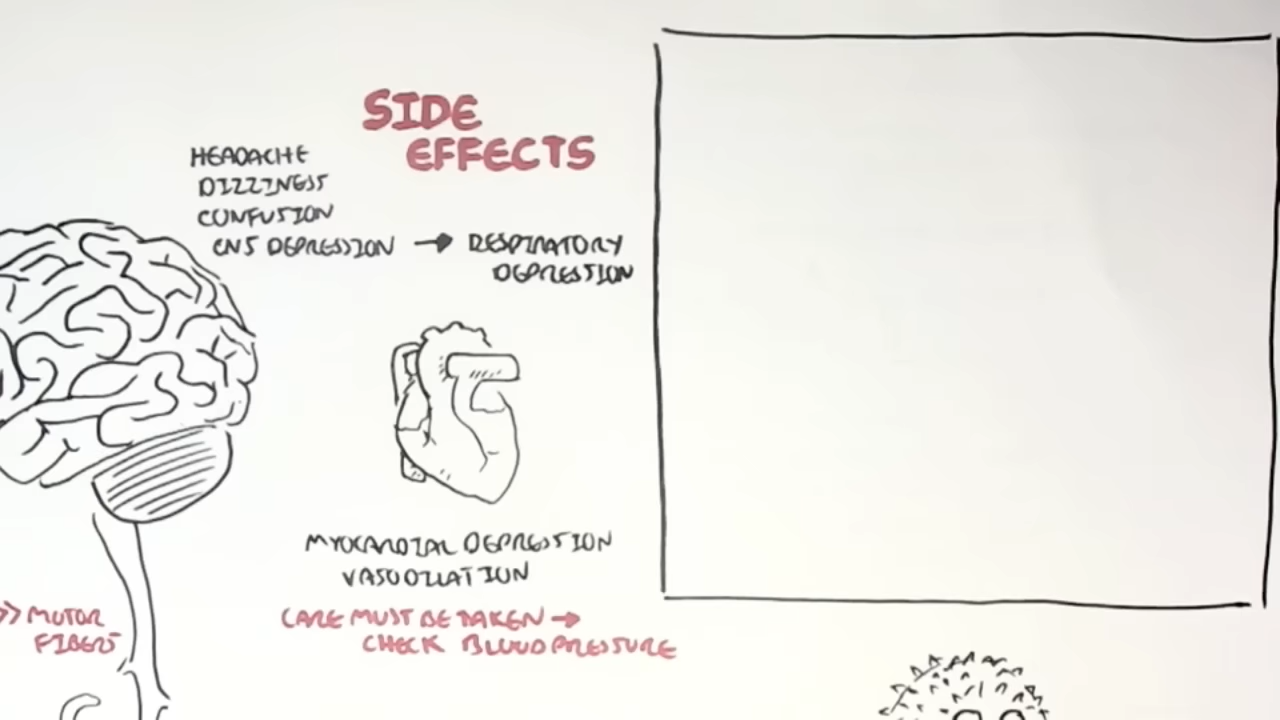 SIDE
EFFECTS
HEADACHE
DIZZINESS
CONFUSION
CNS DEPRESSION → RESPIRATORY
DEPRESSION
MYOCARDIAL DEPRESSION
VASODILATION
>> MOTOR
FIBERS
CARE MUST BE TAKEN →
CHECK BLOOD PRESSURE